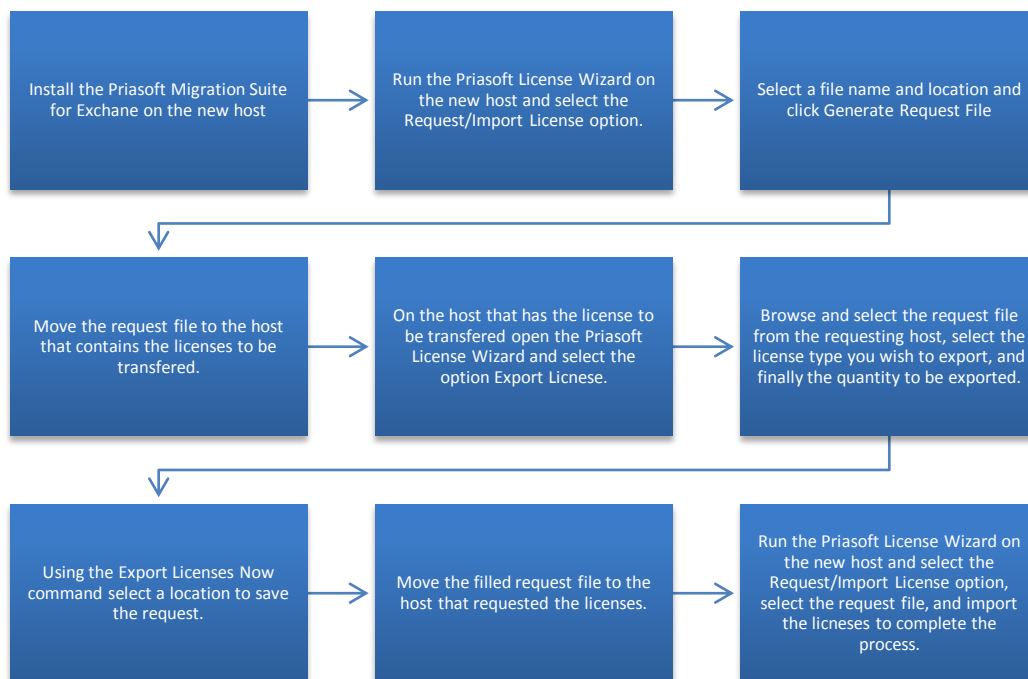 Install the Priasoft Migration Suite
for Exchane on the new host
Run the Priasoft License Wizard on
the new host and select the
Request/Import License option.
Select a file name and location and
click Generate Request File
Move the request file to the host
that contains the licenses to be
transfered.
On the host that has the license to
be transfered open the Priasoft
License Wizard and select the
option Export Licnese.
Browse and select the request file
from the requesting host, select the
license type you wish to export, and
finally the quantity to be exported.
Using the Export Licenses Now
command select a location to save
the request.
Move the filled request file to the
host that requested the licenses.
Run the Priasoft License Wizard on
the new host and select the
Request/Import License option,
select the request file, and import
the licneses to complete the
process.